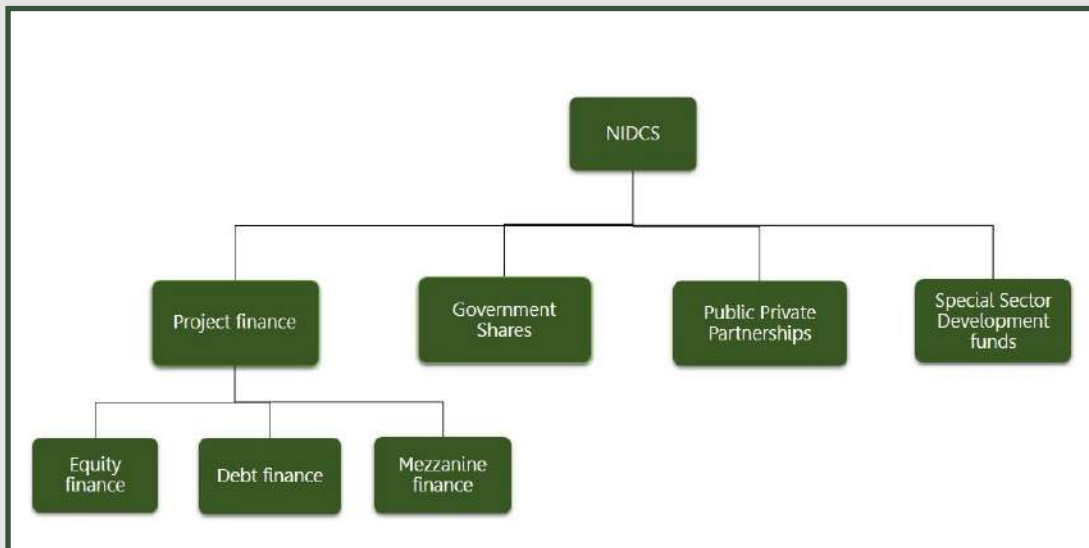 NIDCS
Project finance
Government
Shares
Public Private
Partnerships
Special Sector
Development
funds
Equity
finance
Debt finance
Mezzanine
finance